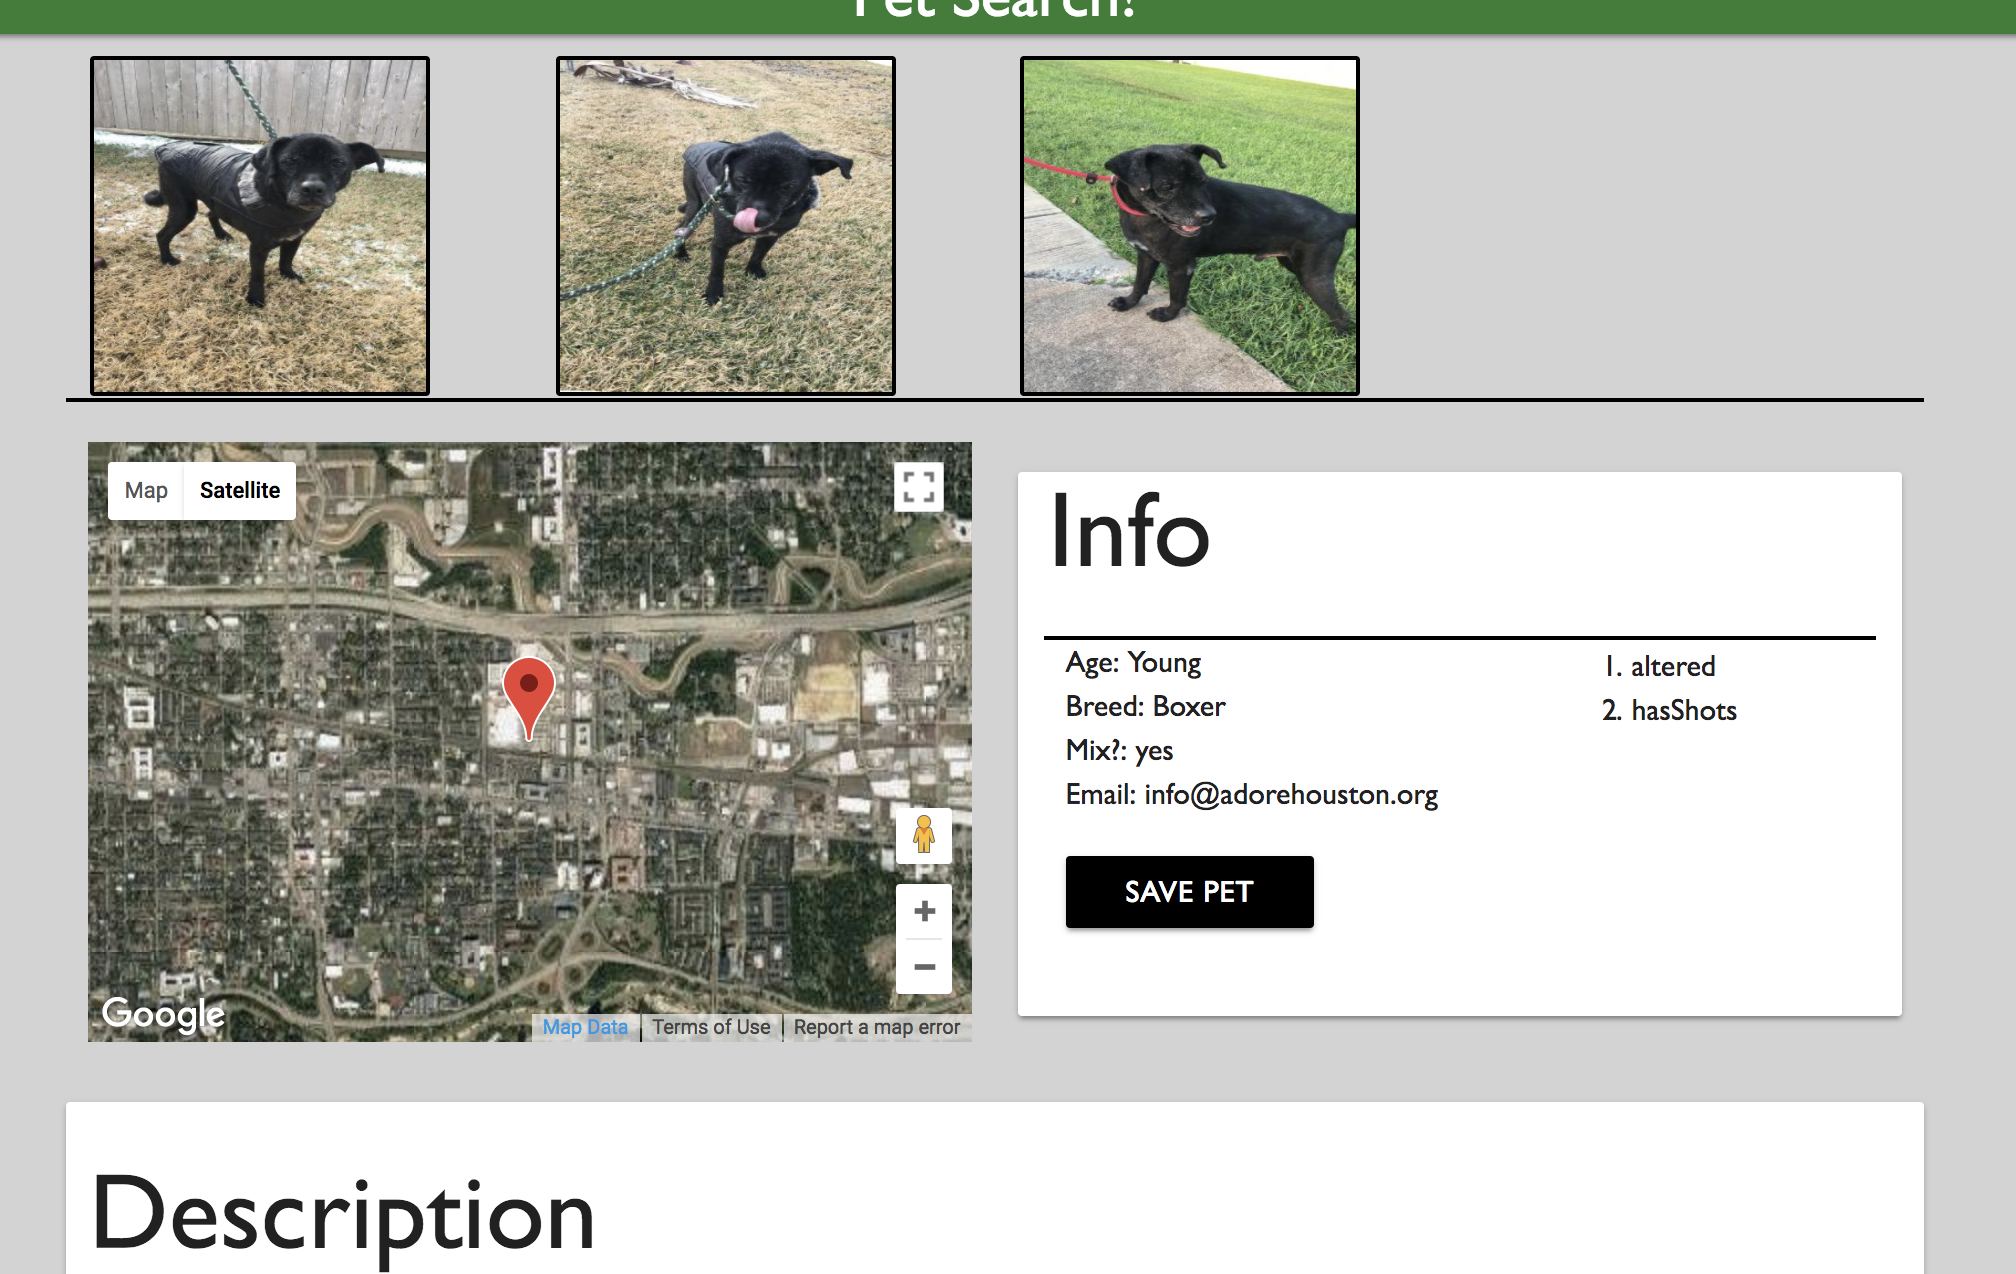 Pet Search!
Map
Satellite
Google
Map Data
Terms of Use
Report a map error
Info
Age: Young
Breed: Boxer
Mix?: yes
Email: info@adorehouston.org
1. altered
2. hasShots
SAVE PET
Description